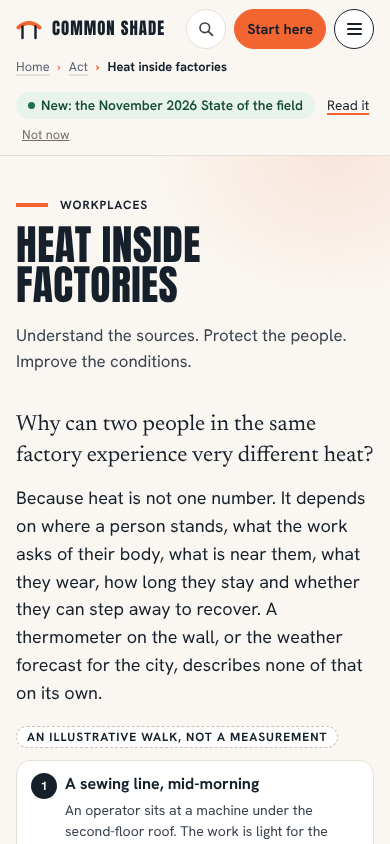 COMMON SHADE
Start here
Home › Act › Heat inside factories
New: the November 2026 State of the field
Read it
Not now
WORKPLACES
HEAT INSIDE
FACTORIES
Understand the sources. Protect the people.
Improve the conditions.
Why can two people in the same
factory experience very different heat?
Because heat is not one number. It depends
on where a person stands, what the work
asks of their body, what is near them, what
they wear, how long they stay and whether
they can step away to recover. A
thermometer on the wall, or the weather
forecast for the city, describes none of that
on its own.
AN ILLUSTRATIVE WALK, NOT A MEASUREMENT
1
A sewing line, mid-morning
An operator sits at a machine under the
second-floor roof. The work is light for the